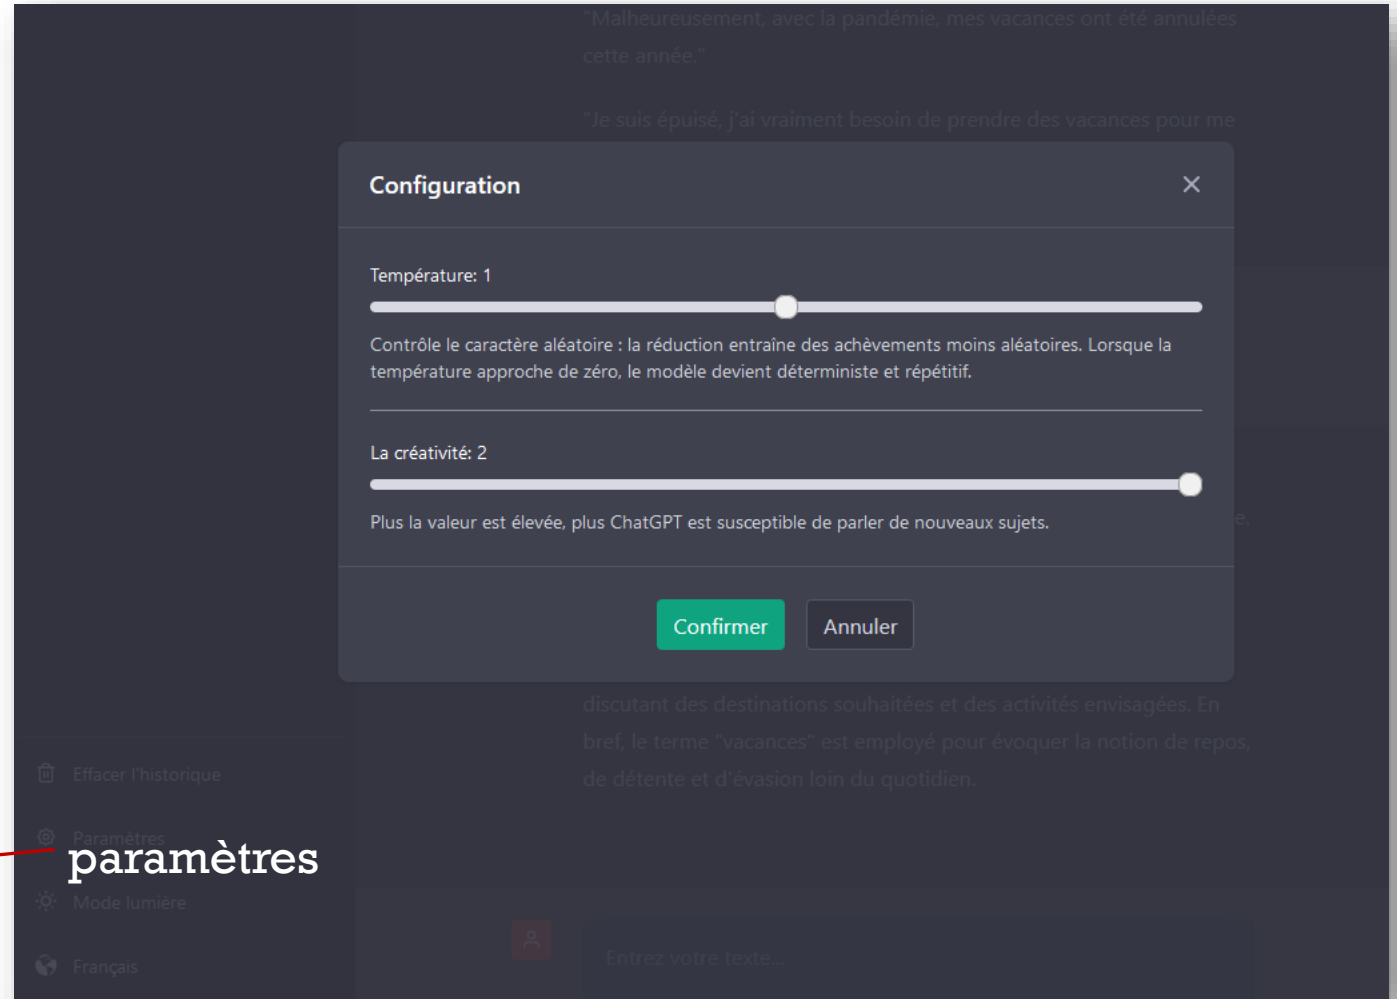 "Malheureusement, avec la pandémie, mes vacances ont été annulées
cette année."
"Je suis épuisé, j'ai vraiment besoin de prendre des vacances pour me
Configuration
Température: 1
Contrôle le caractère aléatoire : la réduction entraîne des achèvements moins aléatoires. Lorsque la
température approche de zéro, le modèle devient déterministe et répétitif.
La créativité: 2
Plus la valeur est élevée, plus ChatGPT est susceptible de parler de nouveaux sujets.
Confirmer Annuler
discutant des destinations souhaitées et des activités envisagées. En
bref, le terme "vacances" est employé pour évoquer la notion de repos,
de détente et d'évasion loin du quotidien.
Effacer l'historique
Paramètres
paramètres
Mode lumière
Français
Entrez votre texte...